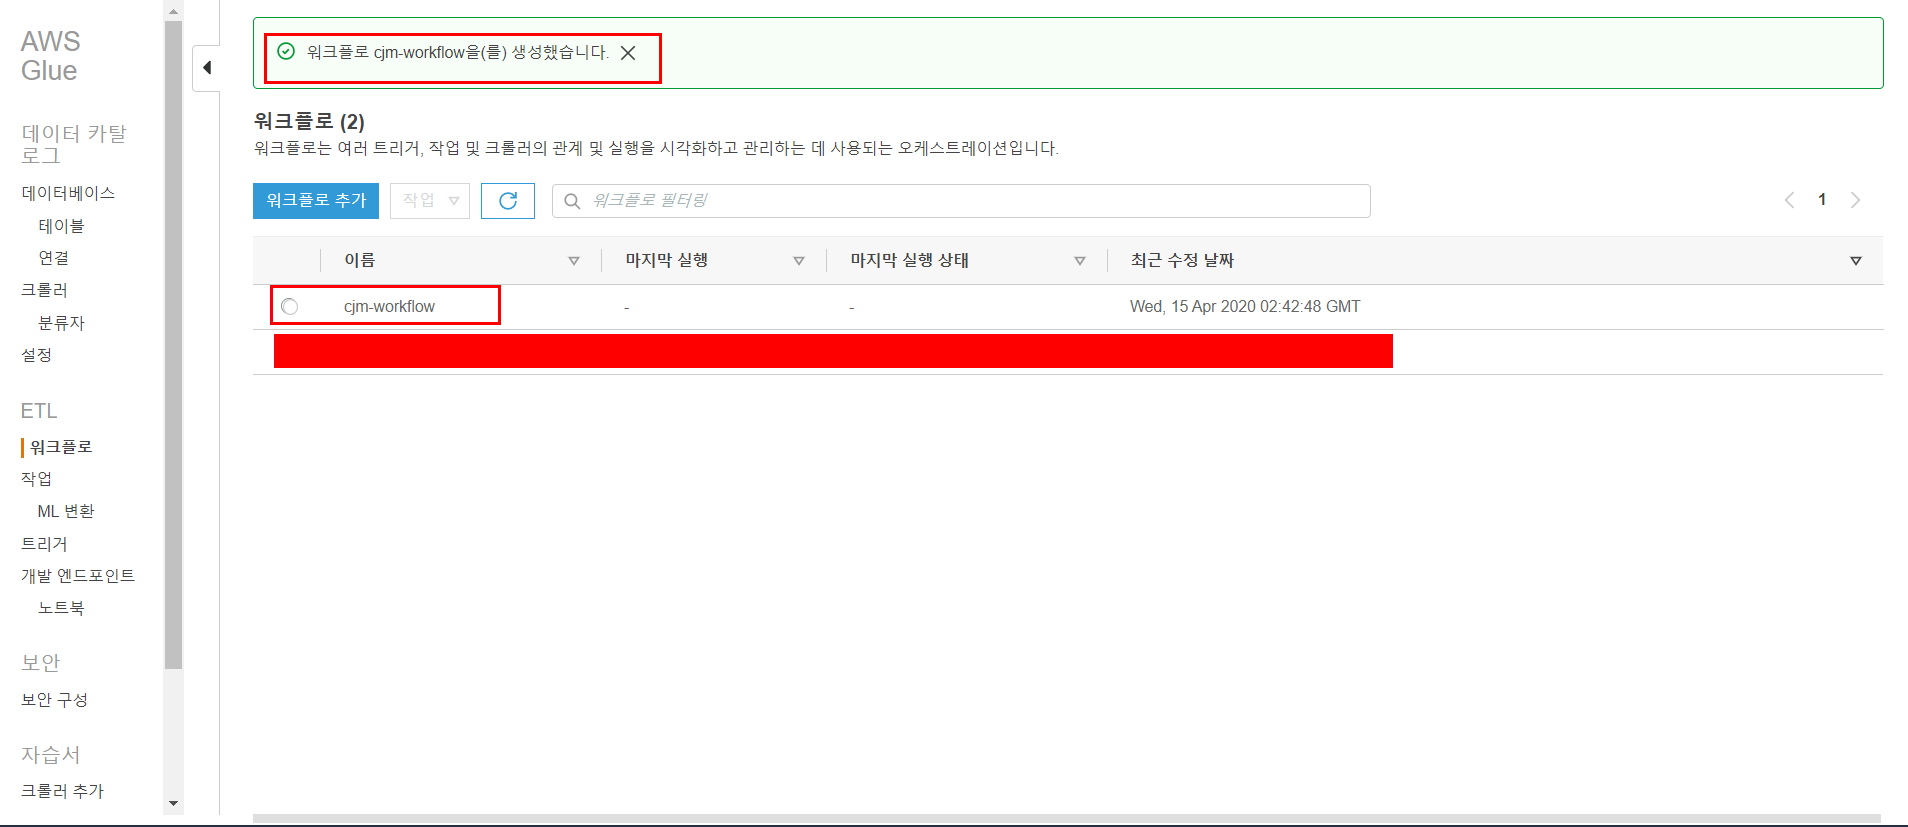 AWS
Glue
데이터 카탈
로그
데이터베이스
테이블
연결
크롤러
분류자
설정
ETL
워크플로
작업
ML 변환
트리거
개발 엔드포인트
노트북
보안
보안 구성
자습서
크롤러 추가
워크플로 cjm-workflow을(를) 생성했습니다.
워크플로 (2)
워크플로는 여러 트리거, 작업 및 크롤러의 관계 및 실행을 시각화하고 관리하는 데 사용되는 오케스트레이션입니다.
워크플로 추가 작업 워크플로 필터링 1
이름 마지막 실행 마지막 실행 상태 최근 수정 날짜
cjm-workflow - - Wed, 15 Apr 2020 02:42:48 GMT